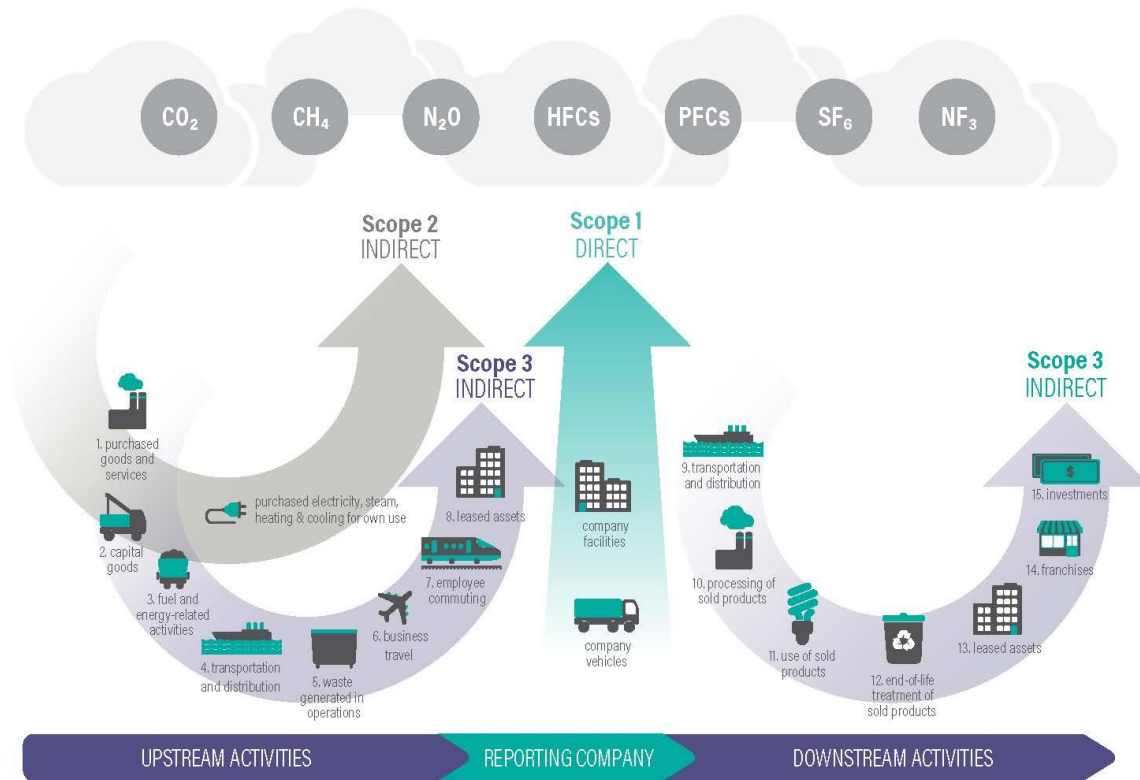 CO₂
CH₄
N₂O
HFCs
PFCs
SF₆
NF₃
Scope 2
INDIRECT
Scope 1
DIRECT
Scope 3
INDIRECT
Scope 3
INDIRECT
1. purchased
goods and
services
2. capital
goods
3. fuel and
energy-related
activities
4. transportation
and distribution
5. waste
generated in
operations
6. business
travel
7. employee
commuting
8. leased assets
purchased electricity, steam,
heating & cooling for own use
company
facilities
company
vehicles
9. transportation
and distribution
10. processing of
sold products
11. use of sold
products
12. end-of-life
treatment of
sold products
13. leased assets
14. franchises
15. investments
$
UPSTREAM ACTIVITIES
REPORTING COMPANY
DOWNSTREAM ACTIVITIES